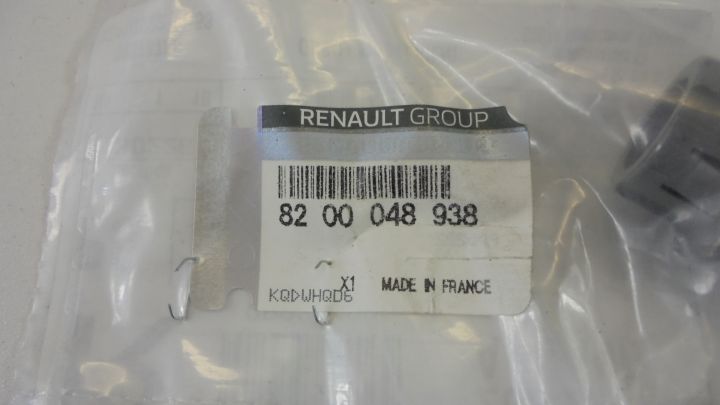 RENAULT GROUP
82 00 048 938
X1 MADE IN FRANCE
KQDWHQD6